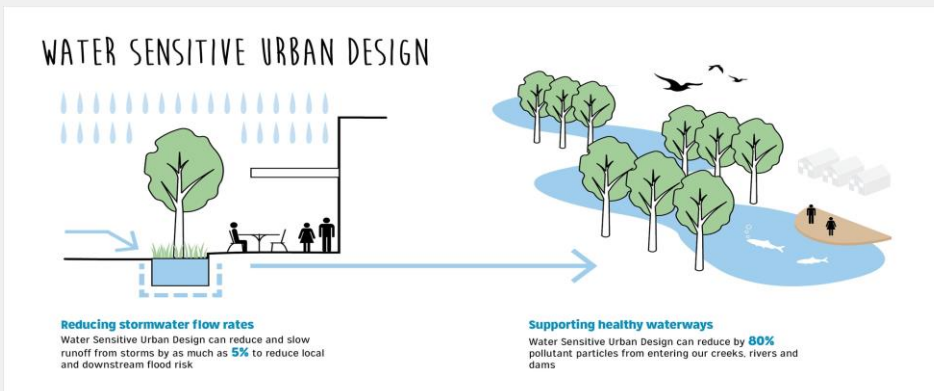 WATER SENSITIVE URBAN DESIGN
Reducing stormwater flow rates
Water Sensitive Urban Design can reduce and slow
runoff from storms by as much as 5% to reduce local
and downstream flood risk
Supporting healthy waterways
Water Sensitive Urban Design can reduce by 80%
pollutant particles from entering our creeks, rivers and
dams